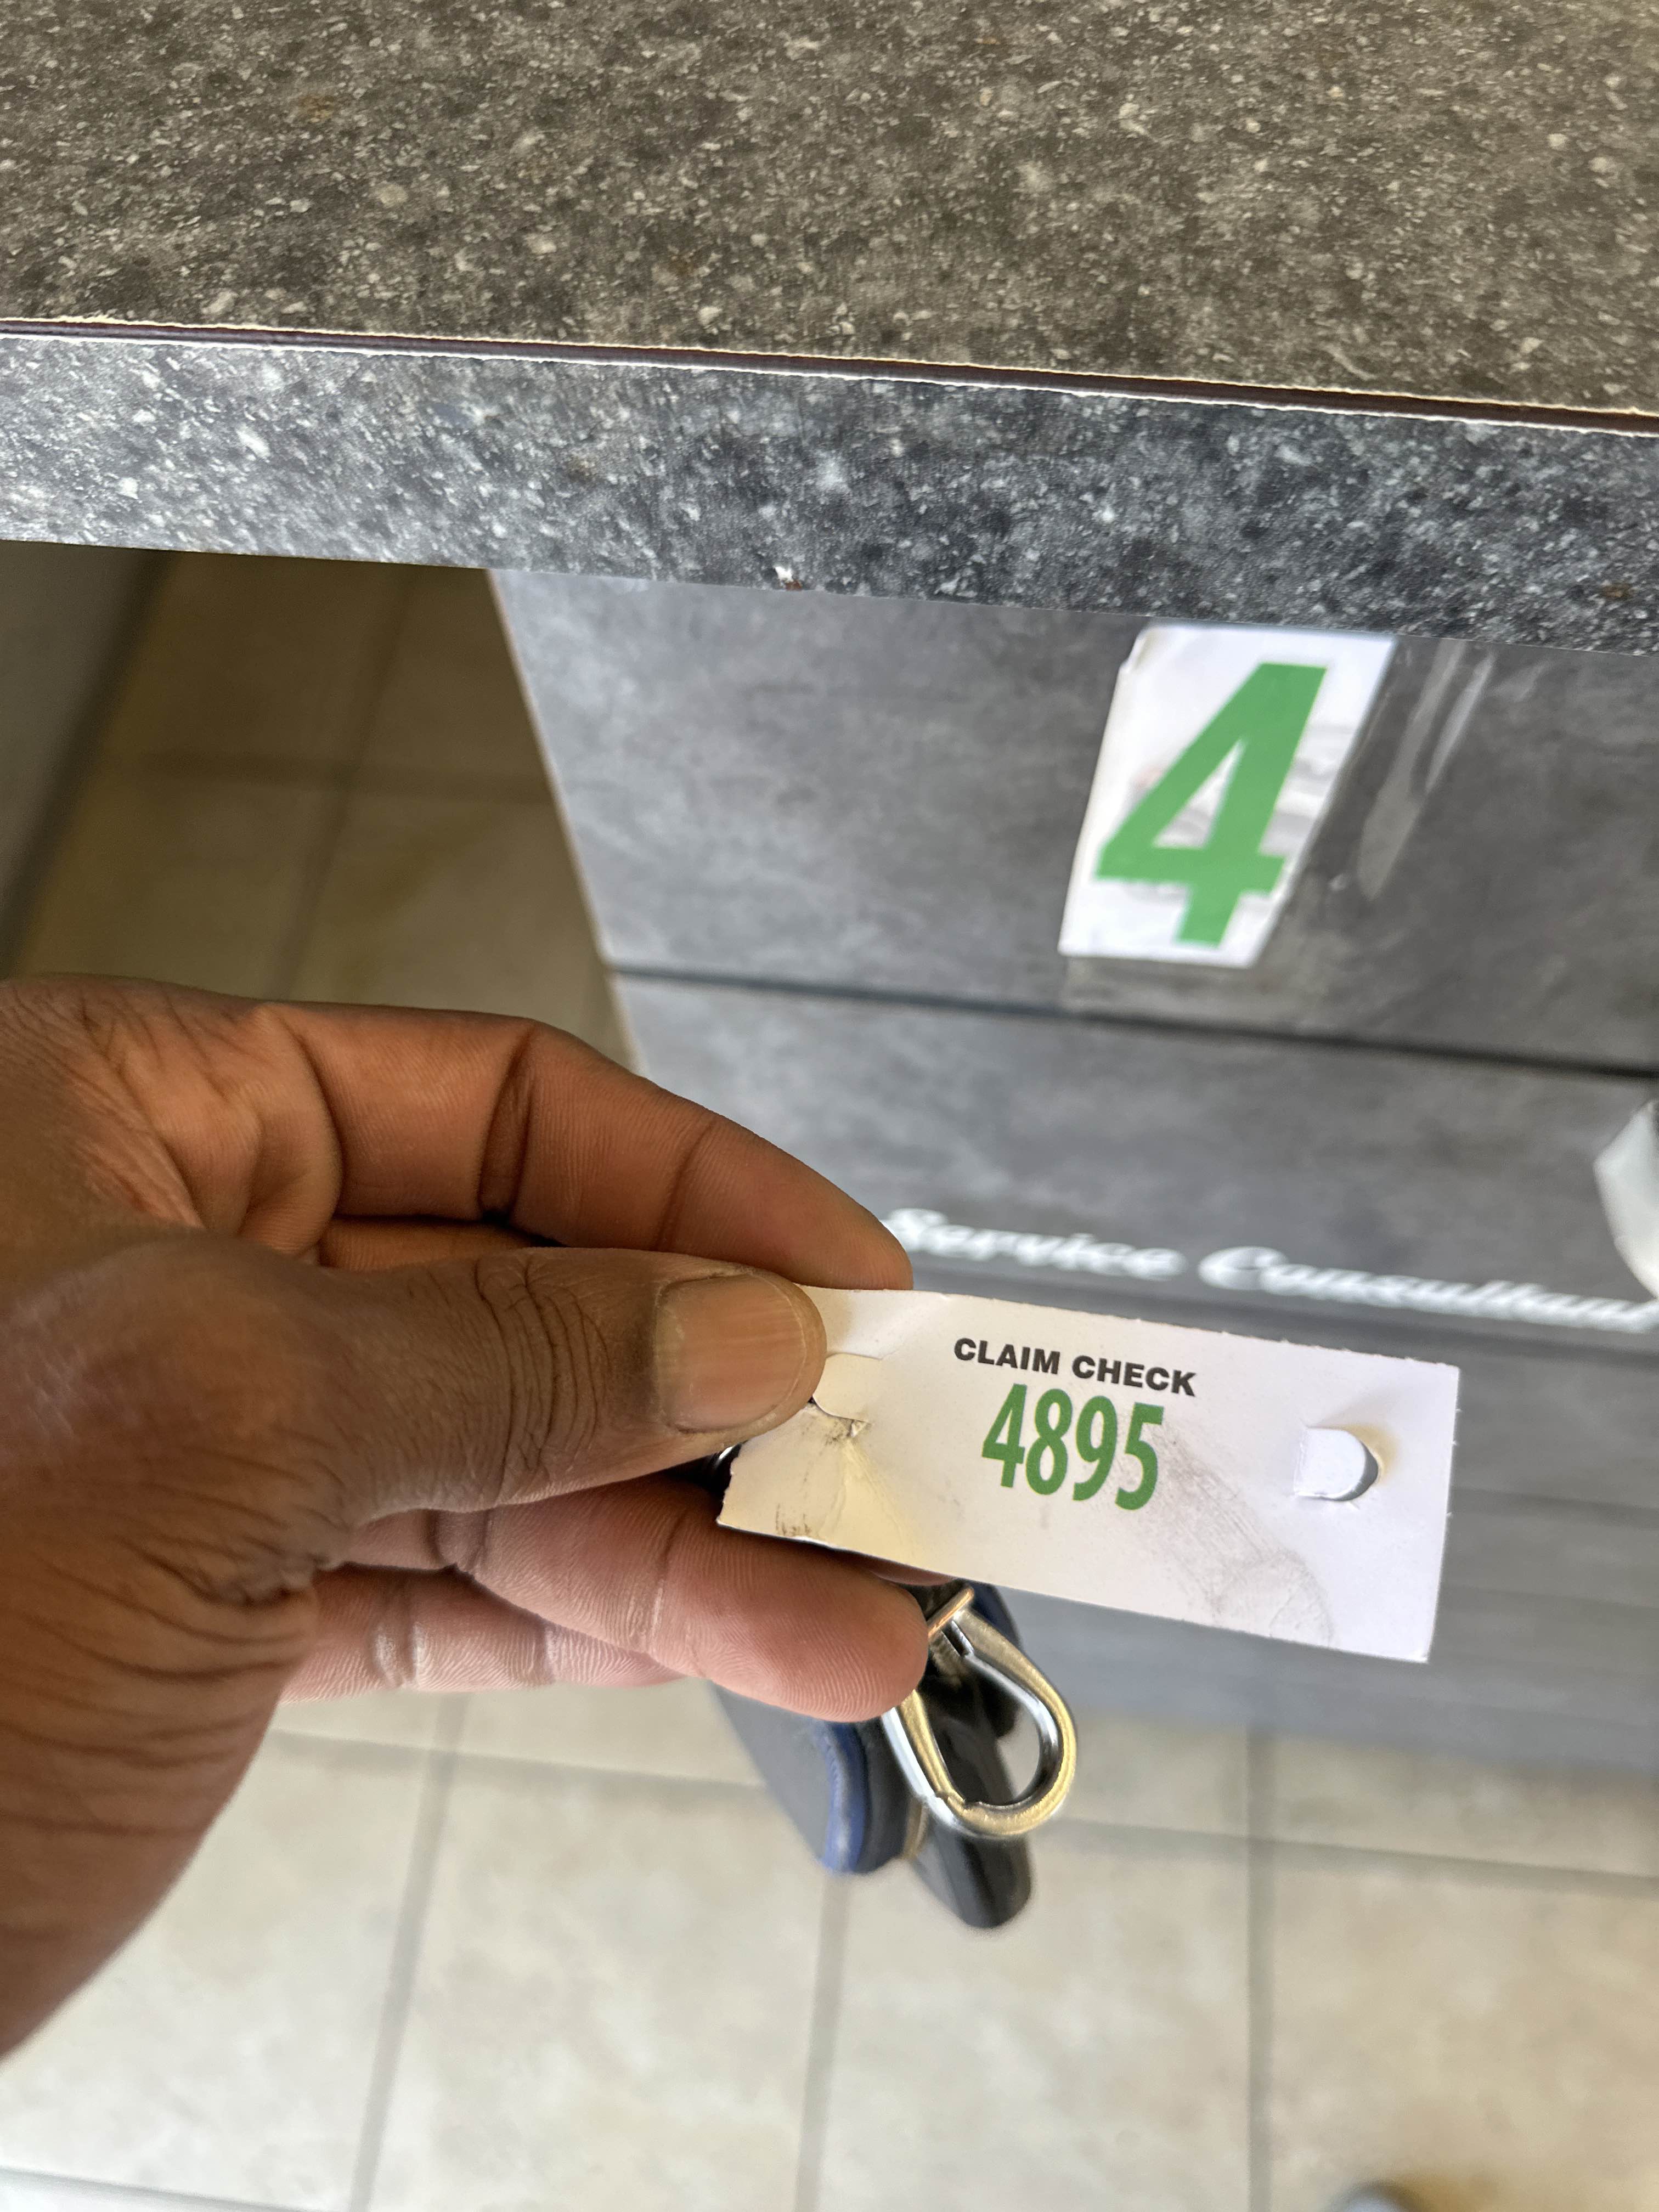 4
Service Consultant
CLAIM CHECK
4895